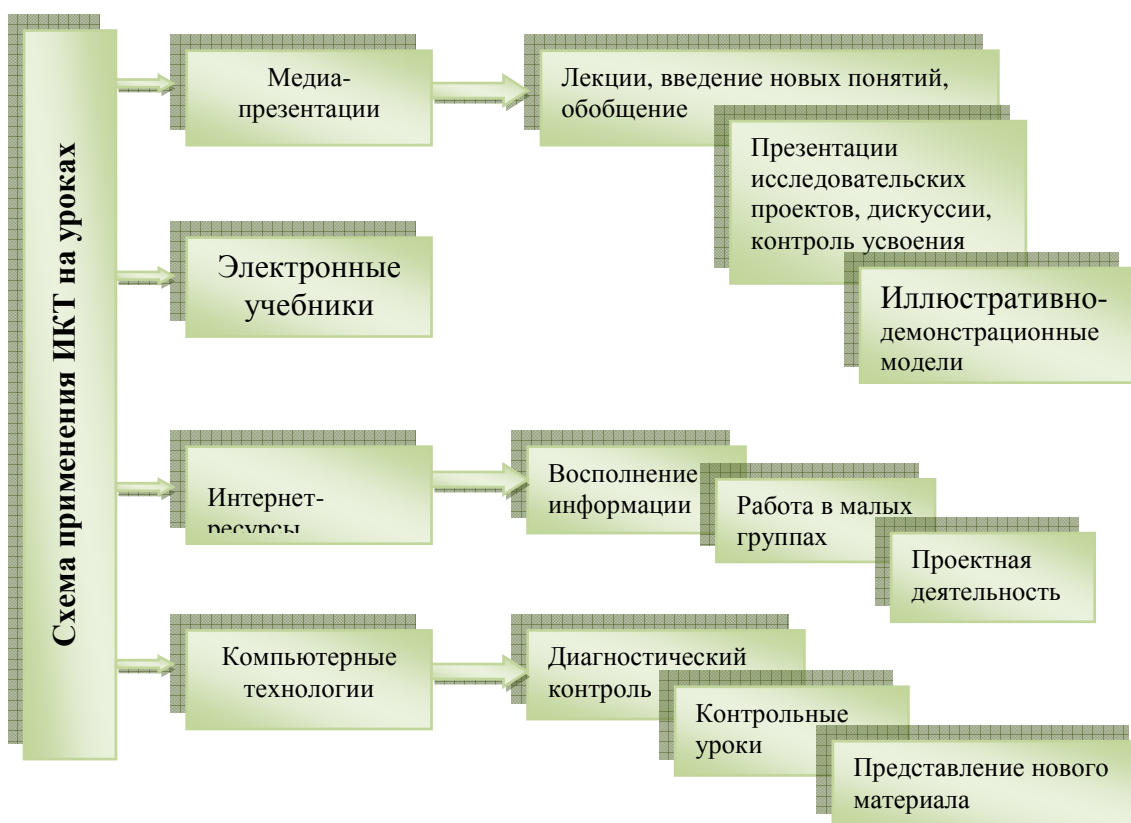 Схема применения ИКТ на уроках
Медиа-
презентации
Лекции, введение новых понятий,
обобщение
Презентации
исследовательских
проектов, дискуссии,
контроль усвоения
Иллюстративно-
демонстрационные
модели
Электронные
учебники
Интернет-
ресурсы
Восполнение
информации
Работа в малых
группах
Проектная
деятельность
Компьютерные
технологии
Диагностический
контроль
Контрольные
уроки
Представление нового
материала